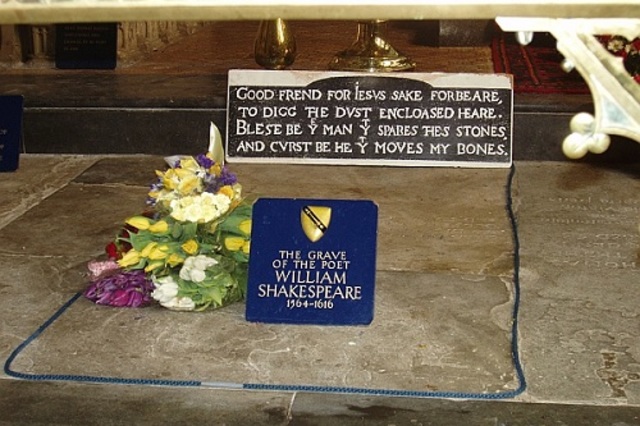 GOOD FREND FOR IESVS SAKE FORBEARE,
TO DIGG THE DVST ENCLOASED HEARE.
BLESE BE Y^E MAN Y^T SPARES THES STONES,
AND CVRST BE HE Y^T MOVES MY BONES.
THE GRAVE
OF THE POET
WILLIAM
SHAKESPEARE
1564-1616